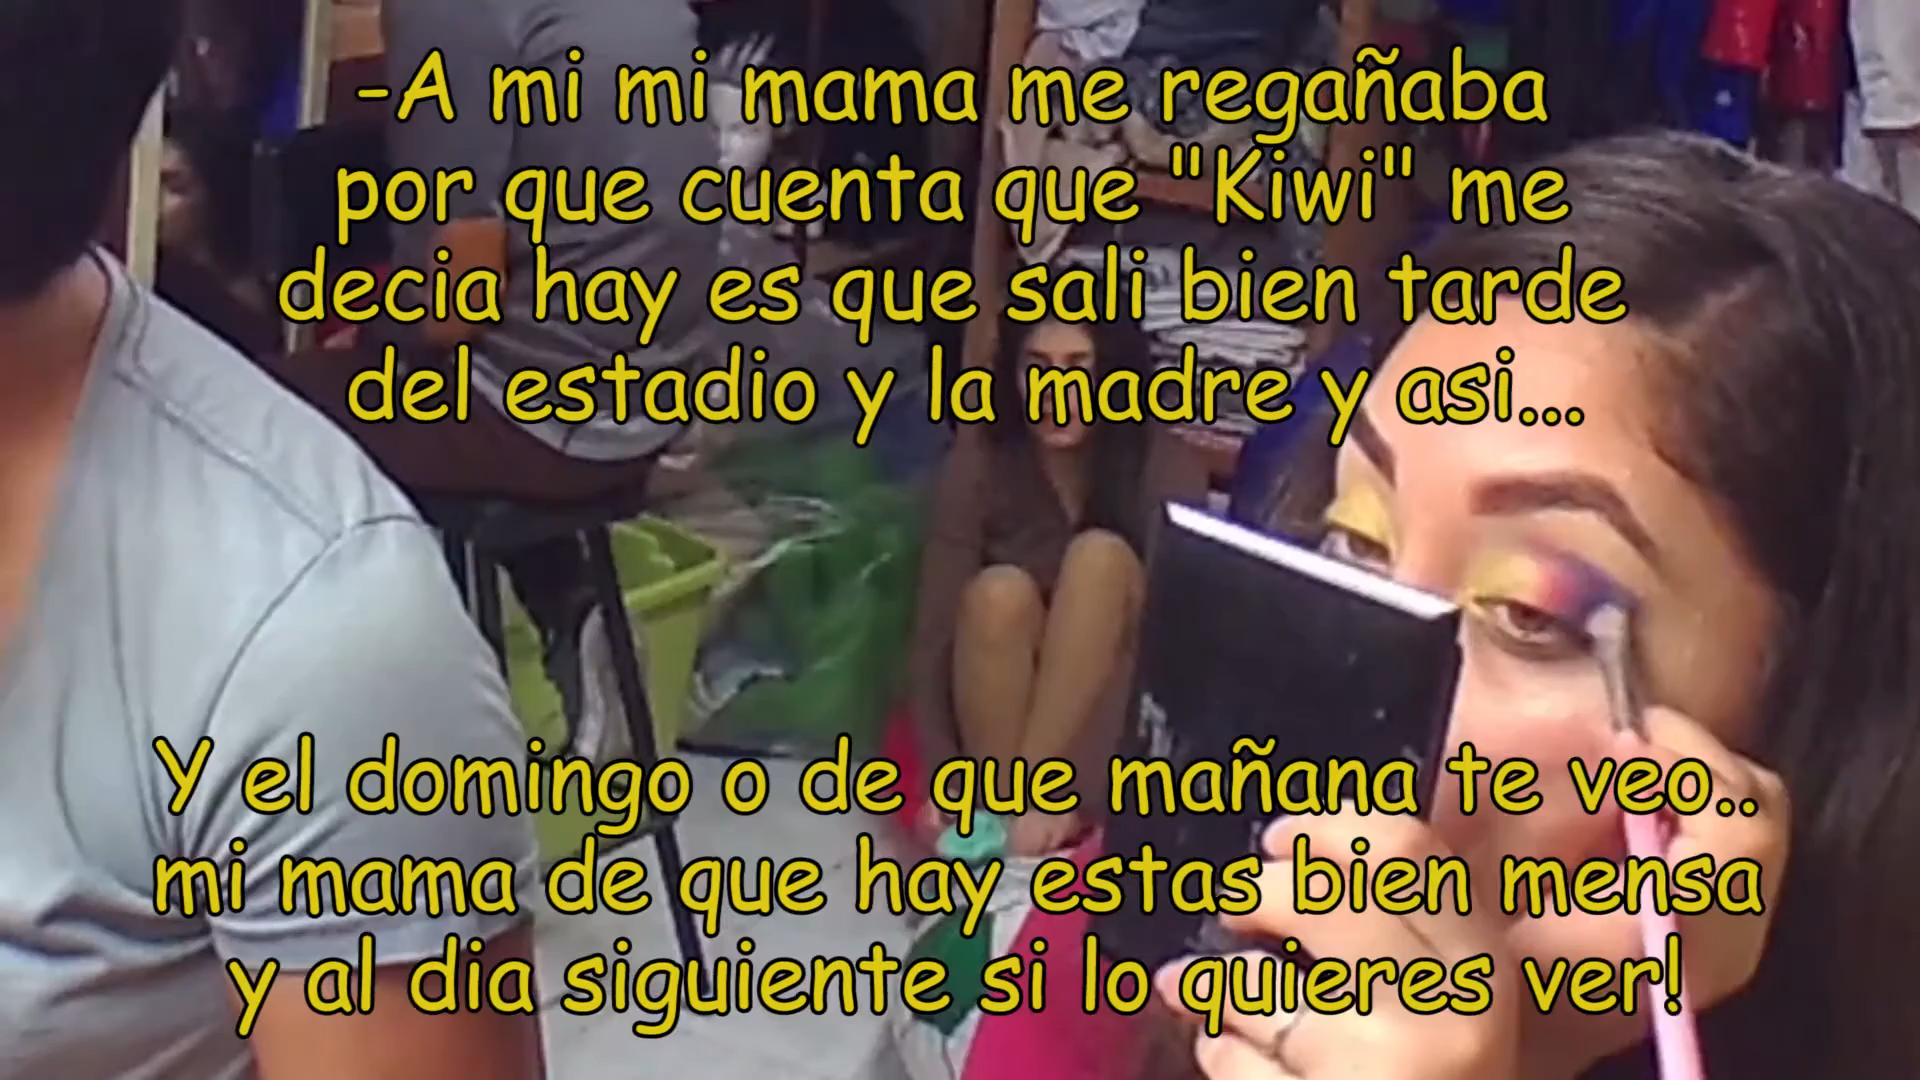 -A mi mi mama me regañaba
por que cuenta que "Kiwi" me
decia hay es que sali bien tarde
del estadio y la madre y asi...
Y el domingo o de que mañana te veo..
mi mama de que hay estas bien mensa
y al dia siguiente si lo quieres ver!